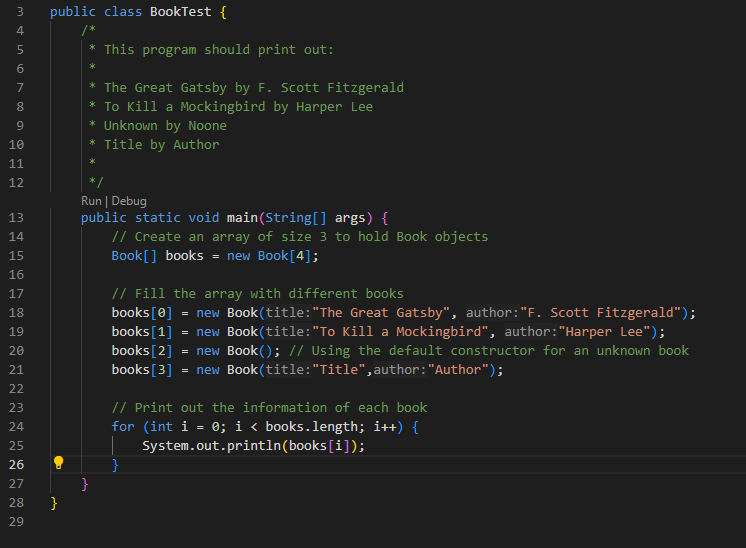 3 public class BookTest {
4 /*
5 * This program should print out:
6 *
7 * The Great Gatsby by F. Scott Fitzgerald
8 * To Kill a Mockingbird by Harper Lee
9 * Unknown by Noone
10 * Title by Author
11 *
12 */
Run | Debug
13 public static void main(String[] args) {
14 // Create an array of size 3 to hold Book objects
15 Book[] books = new Book[4];
16
17 // Fill the array with different books
18 books[0] = new Book(title:"The Great Gatsby", author:"F. Scott Fitzgerald");
19 books[1] = new Book(title:"To Kill a Mockingbird", author:"Harper Lee");
20 books[2] = new Book(); // Using the default constructor for an unknown book
21 books[3] = new Book(title:"Title",author:"Author");
22
23 // Print out the information of each book
24 for (int i = 0; i < books.length; i++) {
25 System.out.println(books[i]);
26 }
27 }
28 }
29